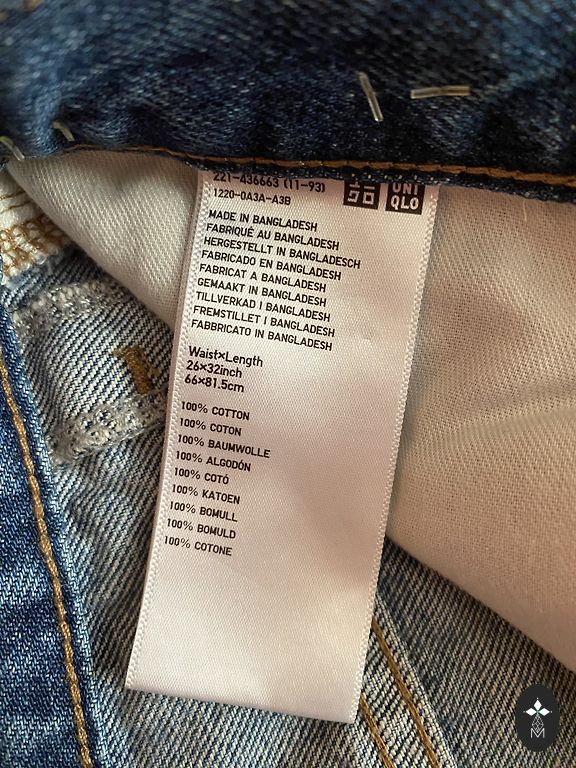 221-436663 (11-93)
1220-0A3A-A3B
UNI
QLO
MADE IN BANGLADESH
FABRIQUÉ AU BANGLADESH
HERGESTELLT IN BANGLADESCH
FABRICADO EN BANGLADESH
FABRICAT A BANGLADESH
GEMAAKT IN BANGLADESH
TILLVERKAD I BANGLADESH
FREMSTILLET I BANGLADESH
FABBRICATO IN BANGLADESH
Waist×Length
26×32inch
66×81.5cm
100% COTTON
100% COTON
100% BAUMWOLLE
100% ALGODÓN
100% COTÓ
100% KATOEN
100% BOMULL
100% BOMULD
100% COTONE
M